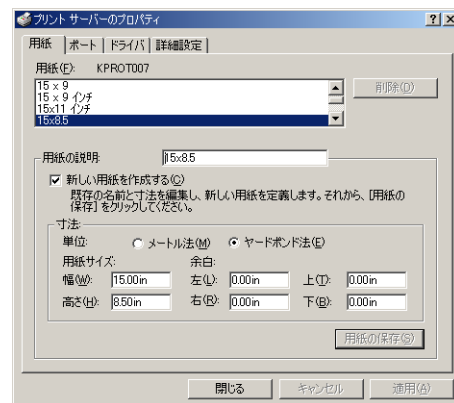 プリント サーバーのプロパティ
用紙 ポート ドライバ 詳細設定
用紙(F): KPROT007
15 x 9
15 x 9 インチ
15x11 インチ
15x8.5
削除(D)
用紙の説明: 15x8.5
新しい用紙を作成する(C)
既存の名前と寸法を編集し、新しい用紙を定義します。それから、[用紙の
保存] をクリックしてください。
寸法:
単位: メートル法(M) ヤードポンド法(E)
用紙サイズ: 余白:
幅(W): 15.00in 左(L): 0.00in 上(T): 0.00in
高さ(H): 8.50in 右(R): 0.00in 下(B): 0.00in
用紙の保存(S)
閉じる キャンセル 適用(A)